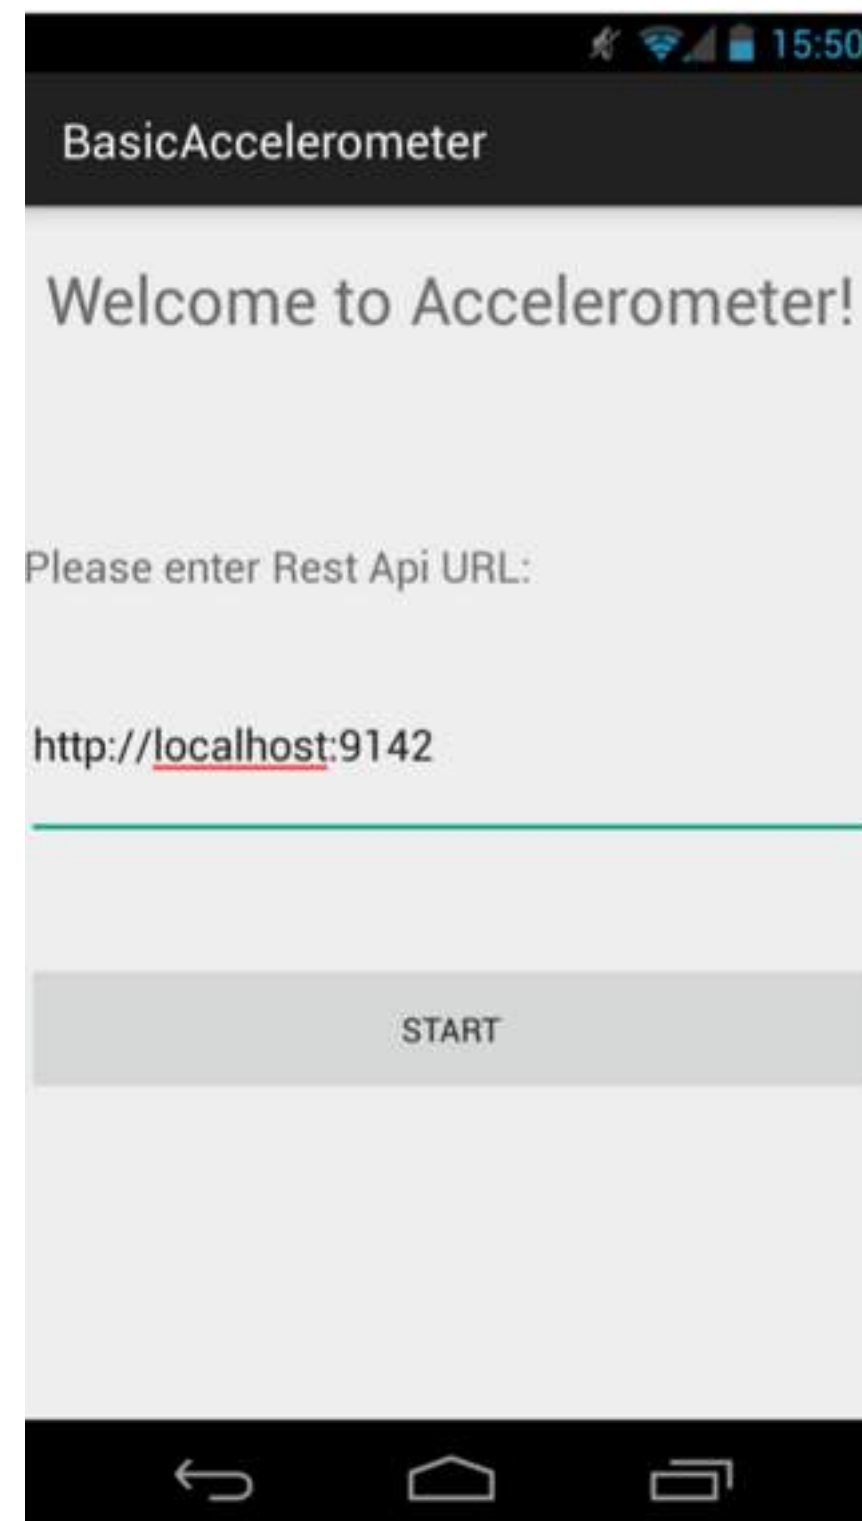 15:50
BasicAccelerometer
Welcome to Accelerometer!
Please enter Rest Api URL:
http://localhost:9142
START